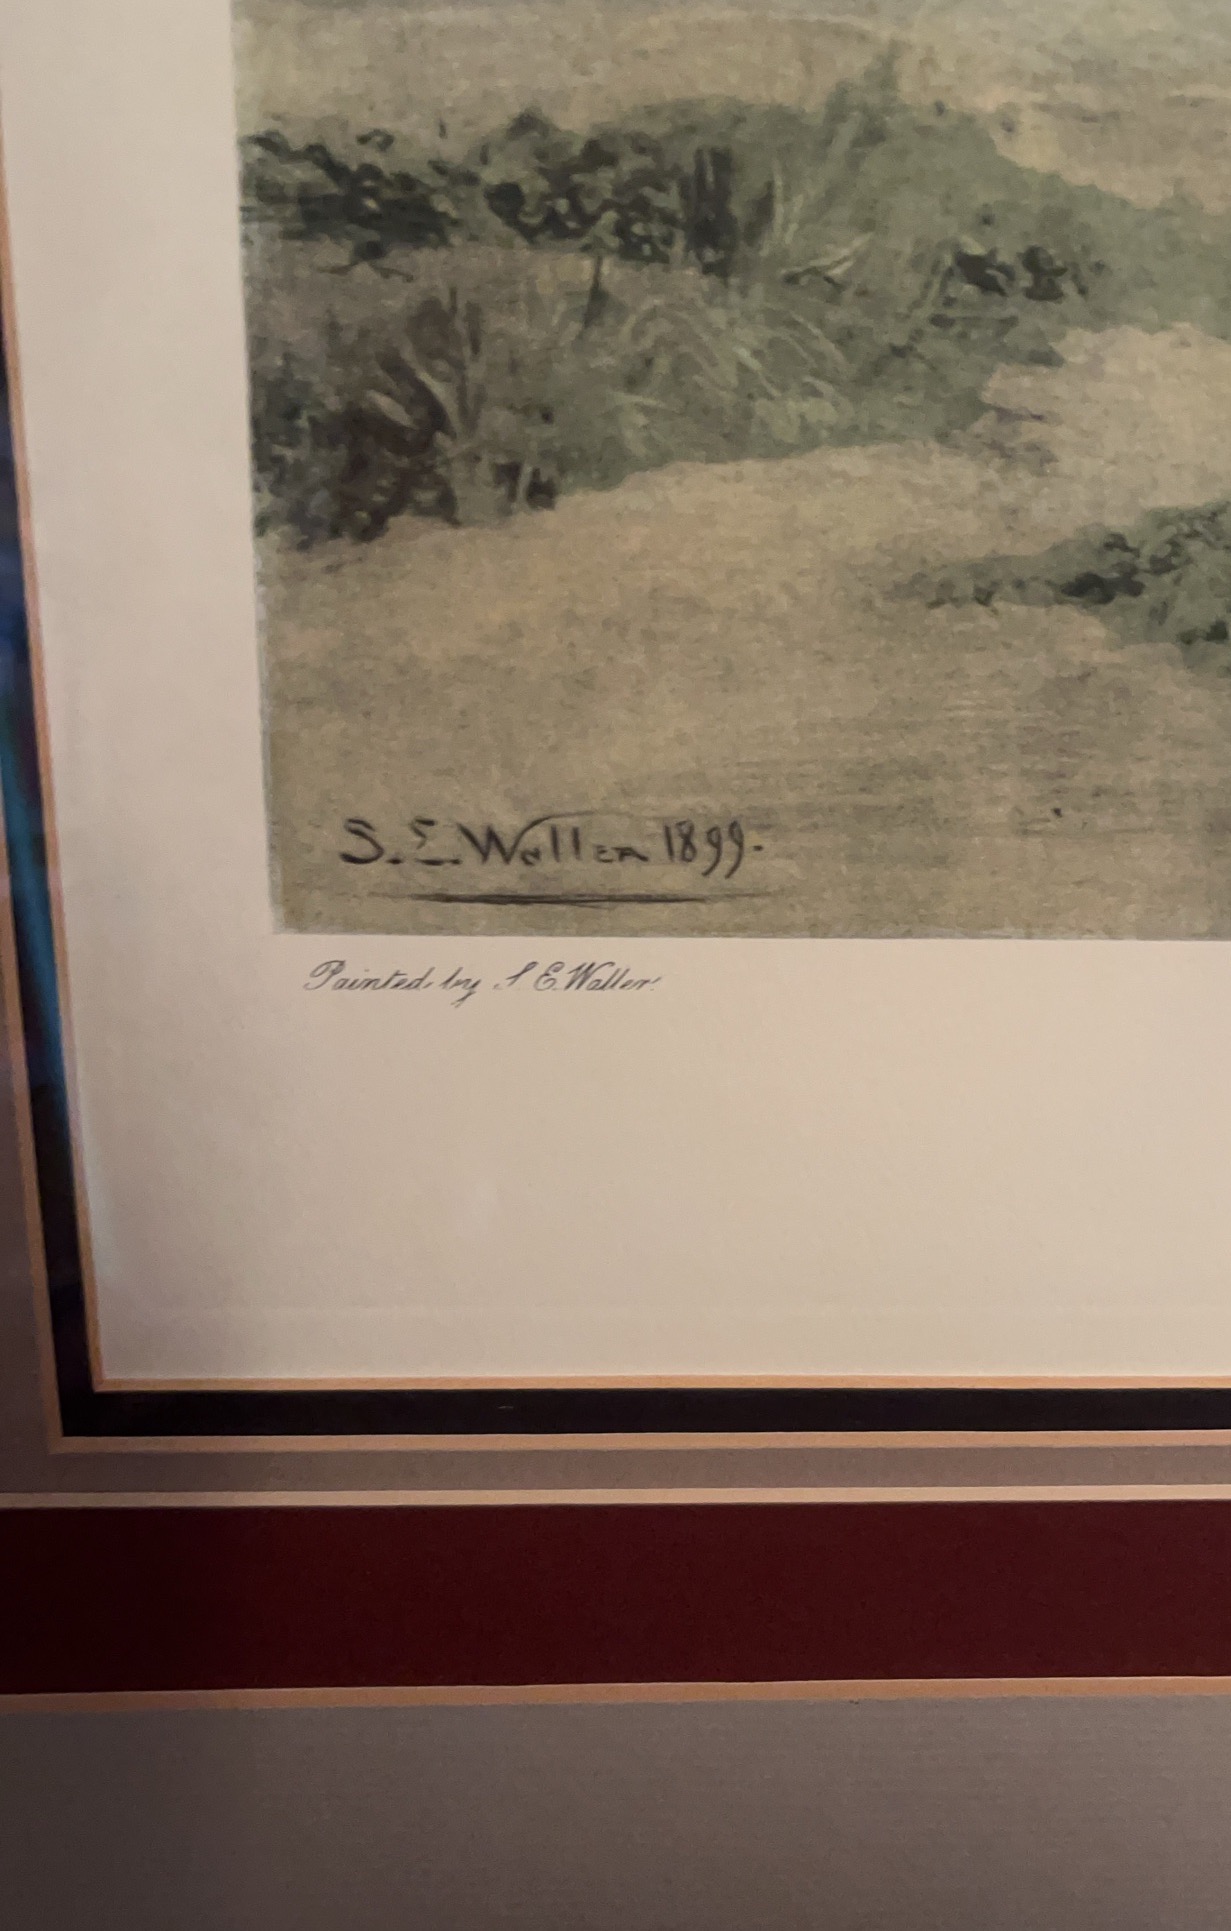 S. E. Waller 1899.
Painted by S. E. Waller.